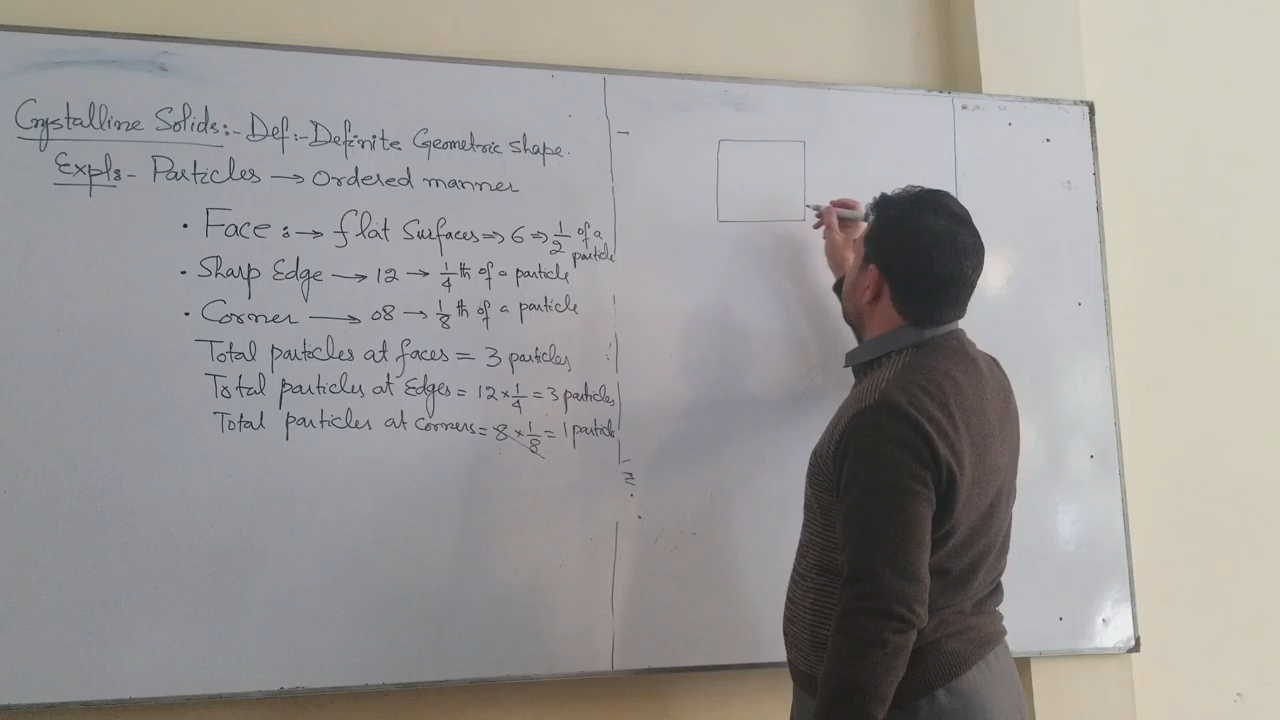 Crystalline Solids:- Def:- Definite Geometric shape.
Expl:- Particles → Ordered manner
• Face :→ flat Surfaces ⇒ 6 ⇒ 1/2 of a particle
• Sharp Edge → 12 → 1/4 th of a particle
• Corner → 08 → 1/8 th of a particle
Total particles at faces = 3 particles
Total particles at Edges = 12 × 1/4 = 3 particles
Total particles at corners = 8 × 1/8 = 1 particle